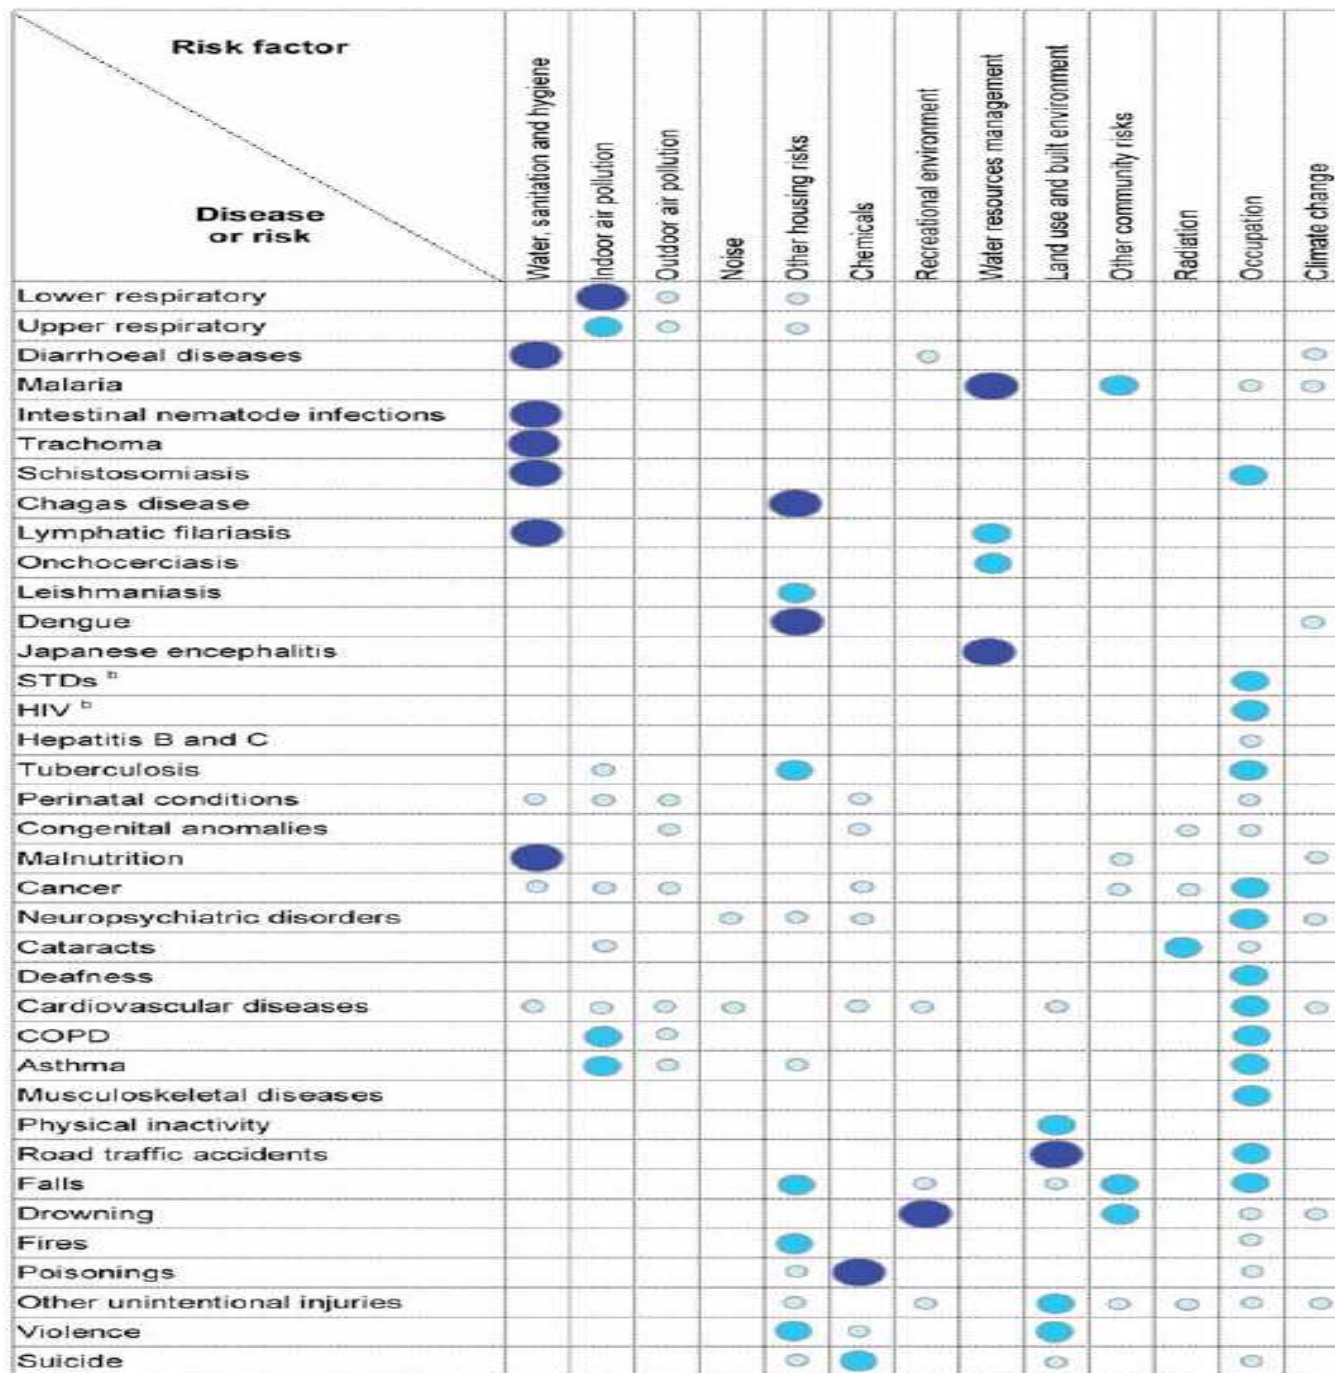 Risk factor
Disease
or risk
Water, sanitation and hygiene
Indoor air pollution
Outdoor air pollution
Noise
Other housing risks
Chemicals
Recreational environment
Water resources management
Land use and built environment
Other community risks
Radiation
Occupation
Climate change
Lower respiratory
Upper respiratory
Diarrhoeal diseases
Malaria
Intestinal nematode infections
Trachoma
Schistosomiasis
Chagas disease
Lymphatic filariasis
Onchocerciasis
Leishmaniasis
Dengue
Japanese encephalitis
STDs ᵇ
HIV ᵇ
Hepatitis B and C
Tuberculosis
Perinatal conditions
Congenital anomalies
Malnutrition
Cancer
Neuropsychiatric disorders
Cataracts
Deafness
Cardiovascular diseases
COPD
Asthma
Musculoskeletal diseases
Physical inactivity
Road traffic accidents
Falls
Drowning
Fires
Poisonings
Other unintentional injuries
Violence
Suicide